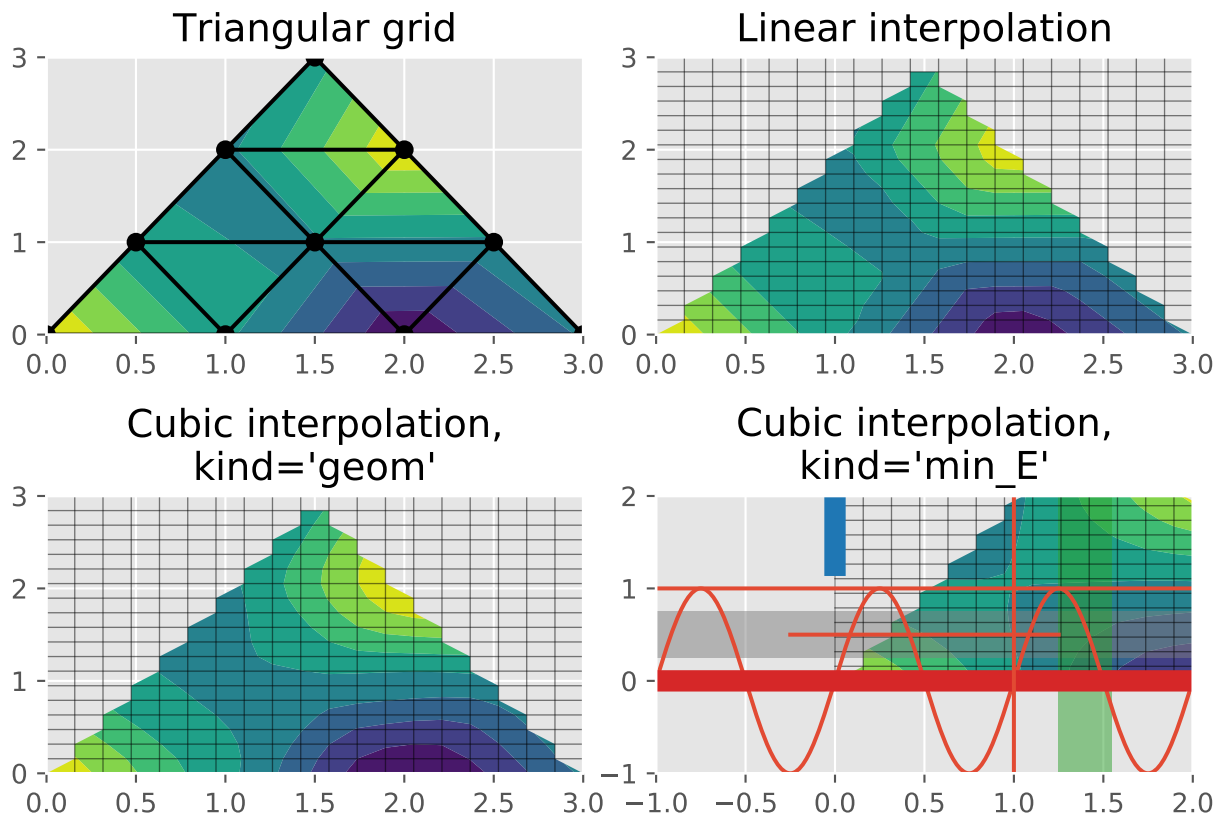 Triangular grid
Linear interpolation
3
2
1
0
0.0 0.5 1.0 1.5 2.0 2.5 3.0
3
2
1
0
0.0 0.5 1.0 1.5 2.0 2.5 3.0
Cubic interpolation,
kind='geom'
Cubic interpolation,
kind='min_E'
3
2
1
0
0.0 0.5 1.0 1.5 2.0 2.5 3.0
2
1
0
−1
−1.0 −0.5 0.0 0.5 1.0 1.5 2.0